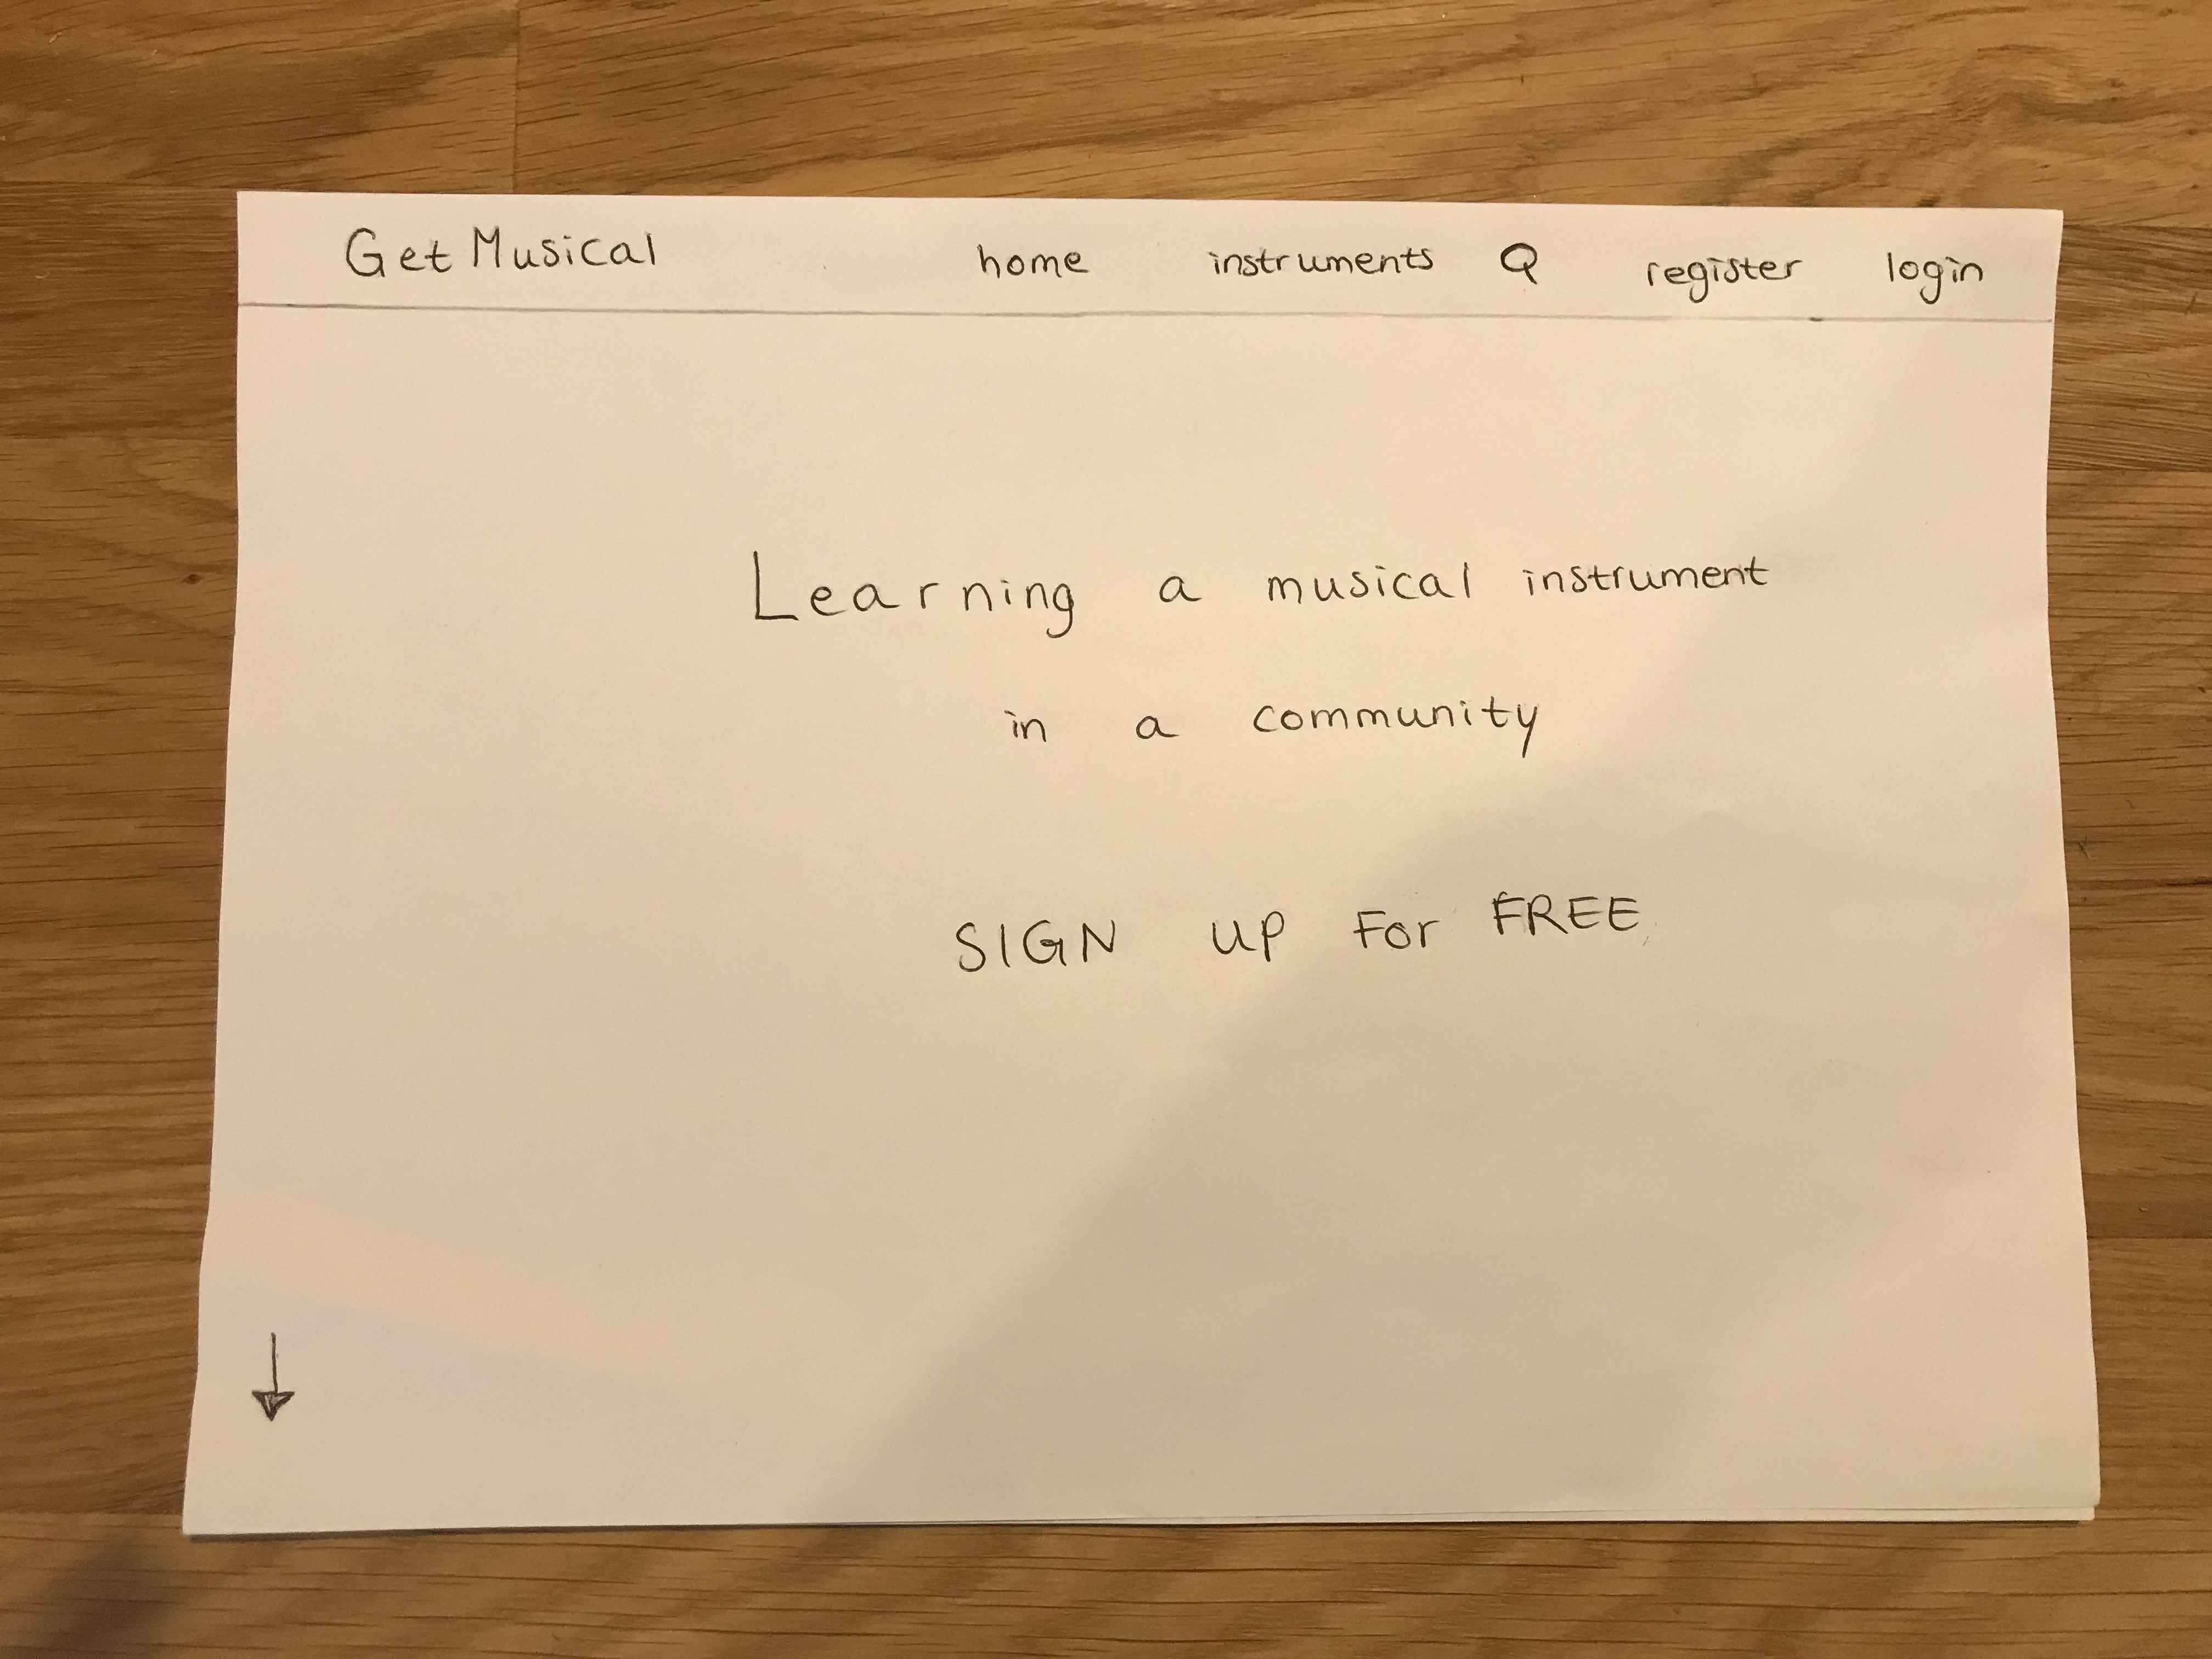 Get Musical home instruments Q register login
Learning a musical instrument
in a community
SIGN UP For FREE